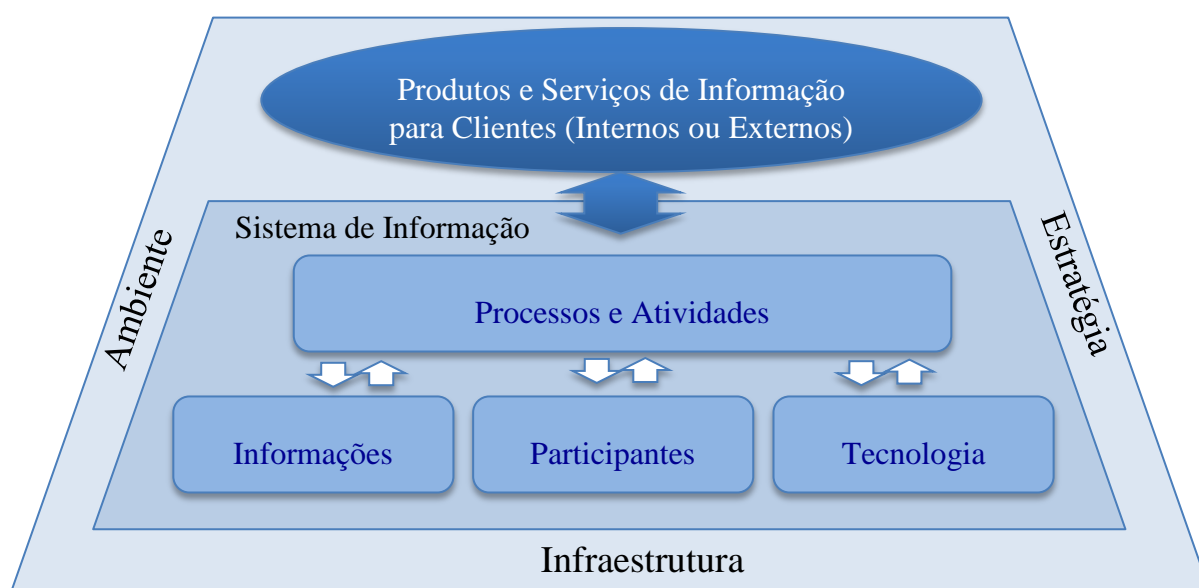 Produtos e Serviços de Informação
para Clientes (Internos ou Externos)
Sistema de Informação
Ambiente
Estratégia
Processos e Atividades
Informações
Participantes
Tecnologia
Infraestrutura